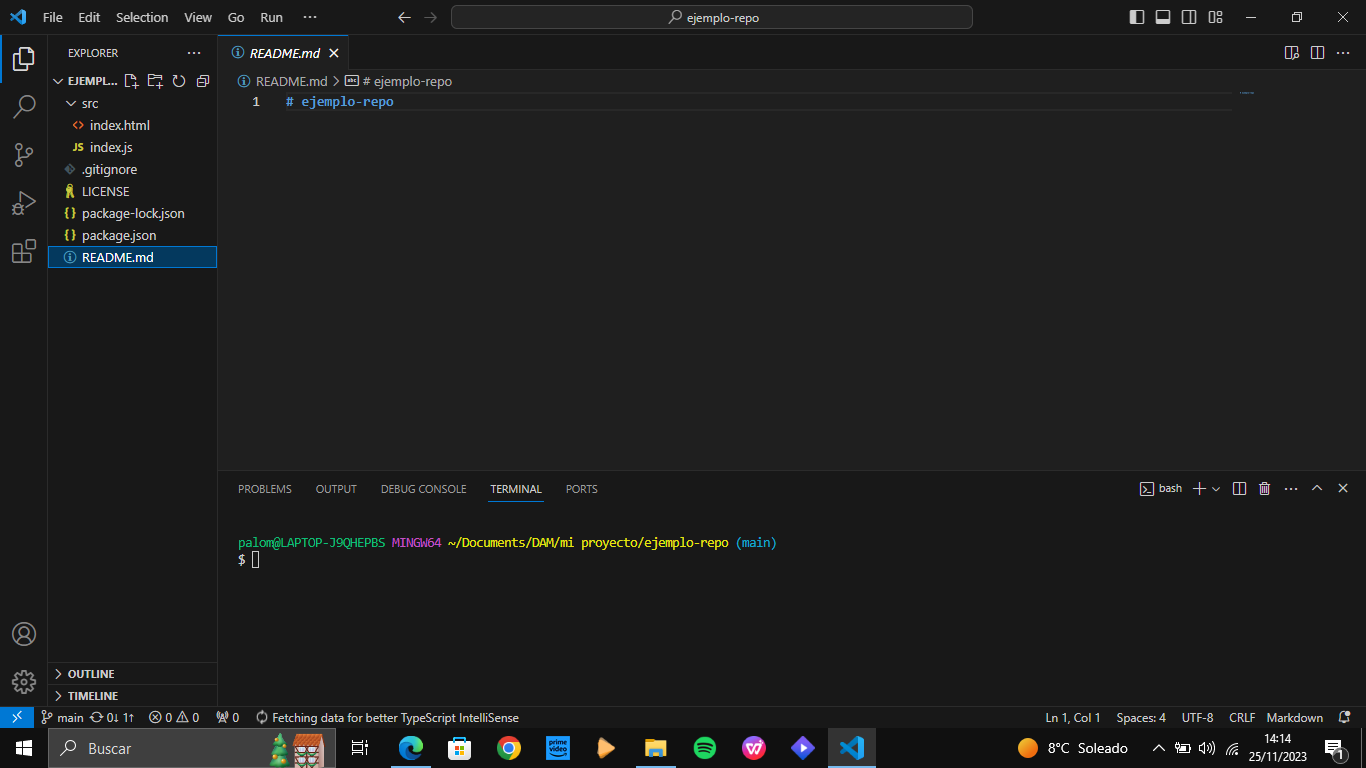 File Edit Selection View Go Run ···
ejemplo-repo
EXPLORER
README.md
EJEMPL...
README.md > # ejemplo-repo
src
1 # ejemplo-repo
index.html
JS index.js
.gitignore
LICENSE
{} package-lock.json
{} package.json
README.md
PROBLEMS OUTPUT DEBUG CONSOLE TERMINAL PORTS
bash
palom@LAPTOP-J9QHEPBS MINGW64 ~/Documents/DAM/mi proyecto/ejemplo-repo (main)
$
OUTLINE
TIMELINE
main 0↓ 1↑ 0 0 0 Fetching data for better TypeScript IntelliSense
Ln 1, Col 1 Spaces: 4 UTF-8 CRLF Markdown
Buscar
prime video
8°C Soleado
14:14
25/11/2023
1